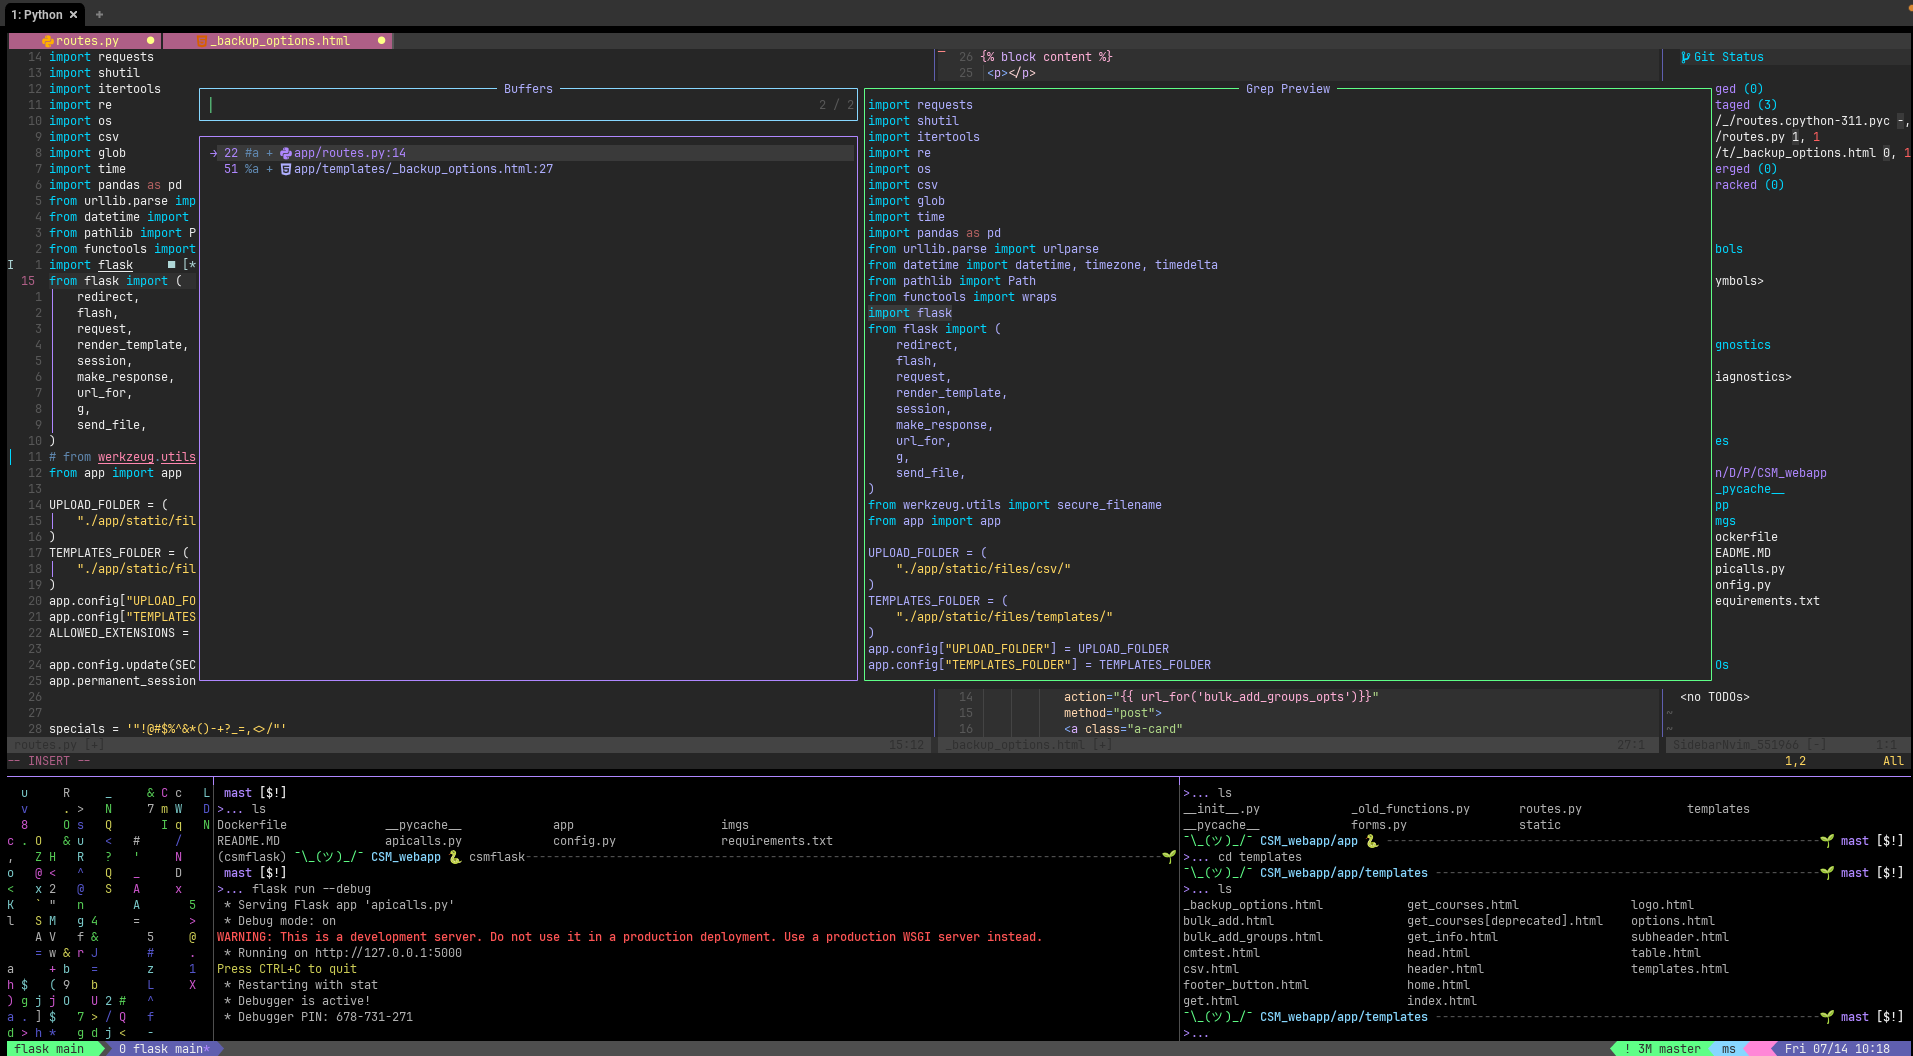 1: Python ✕ +
routes.py ●
_backup_options.html ●
14 import requests
13 import shutil
12 import itertools
11 import re
10 import os
9 import csv
8 import glob
7 import time
6 import pandas as pd
5 from urllib.parse imp
4 from datetime import
3 from pathlib import P
2 from functools import
I 1 import flask ■ [*
15 from flask import (
1 redirect,
2 flash,
3 request,
4 render_template,
5 session,
6 make_response,
7 url_for,
8 g,
9 send_file,
10 )
11 # from werkzeug.utils
12 from app import app
13
14 UPLOAD_FOLDER = (
15 "./app/static/fil
16 )
17 TEMPLATES_FOLDER = (
18 "./app/static/fil
19 )
20 app.config["UPLOAD_FO
21 app.config["TEMPLATES
22 ALLOWED_EXTENSIONS =
23
24 app.config.update(SEC
25 app.permanent_session
26
27
28 specials = '"!@#$%^&*()-+?_=,<>/"'
routes.py [+] 15:12
-- INSERT --
Buffers
2 / 2
→ 22 #a + app/routes.py:14
51 %a + app/templates/_backup_options.html:27
26 {% block content %}
25 <p></p>
Grep Preview
import requests
import shutil
import itertools
import re
import os
import csv
import glob
import time
import pandas as pd
from urllib.parse import urlparse
from datetime import datetime, timezone, timedelta
from pathlib import Path
from functools import wraps
import flask
from flask import (
redirect,
flash,
request,
render_template,
session,
make_response,
url_for,
g,
send_file,
)
from werkzeug.utils import secure_filename
from app import app
UPLOAD_FOLDER = (
"./app/static/files/csv/"
)
TEMPLATES_FOLDER = (
"./app/static/files/templates/"
)
app.config["UPLOAD_FOLDER"] = UPLOAD_FOLDER
app.config["TEMPLATES_FOLDER"] = TEMPLATES_FOLDER
14 action="{{ url_for('bulk_add_groups_opts')}}"
15 method="post">
16 <a class="a-card"
_backup_options.html [+] 27:1
Git Status
ged (0)
taged (3)
/_/routes.cpython-311.pyc -,
/routes.py 1, 1
/t/_backup_options.html 0, 1
erged (0)
racked (0)
bols
ymbols>
gnostics
iagnostics>
es
n/D/P/CSM_webapp
_pycache__
pp
mgs
ockerfile
EADME.MD
picalls.py
onfig.py
equirements.txt
Os
<no TODOs>
~
~
SidebarNvim_551966 [-] 1:1
1,2 All
u R _ & C c L
v . > N 7 m W D
8 O s Q I q N
c . O & u < # /
, Z H R ? ' N
o @ < ^ Q _ D
< x 2 @ S A x
K ` " n A 5
l S M g 4 = >
A V f & 5 @
= w & r J # .
a + b = z 1
h $ ( 9 b L X
) g j j O U 2 # ^
a . ] $ 7 > / Q f
d > h * g d j < -
mast [$!]
>... ls
Dockerfile __pycache__ app imgs
README.MD apicalls.py config.py requirements.txt
(csmflask) ¯\_(ツ)_/¯ CSM_webapp 🐍 csmflask 🌱
mast [$!]
>... flask run --debug
* Serving Flask app 'apicalls.py'
* Debug mode: on
WARNING: This is a development server. Do not use it in a production deployment. Use a production WSGI server instead.
* Running on http://127.0.0.1:5000
Press CTRL+C to quit
* Restarting with stat
* Debugger is active!
* Debugger PIN: 678-731-271
>... ls
__init__.py _old_functions.py routes.py templates
__pycache__ forms.py static
¯\_(ツ)_/¯ CSM_webapp/app 🐍 🌱 mast [$!]
>... cd templates
¯\_(ツ)_/¯ CSM_webapp/app/templates 🌱 mast [$!]
>... ls
_backup_options.html get_courses.html logo.html
bulk_add.html get_courses[deprecated].html options.html
bulk_add_groups.html get_info.html subheader.html
cmtest.html head.html table.html
csv.html header.html templates.html
footer_button.html home.html
get.html index.html
¯\_(ツ)_/¯ CSM_webapp/app/templates 🌱 mast [$!]
>...
flask main 0 flask main*
! 3M master ms Fri 07/14 10:18